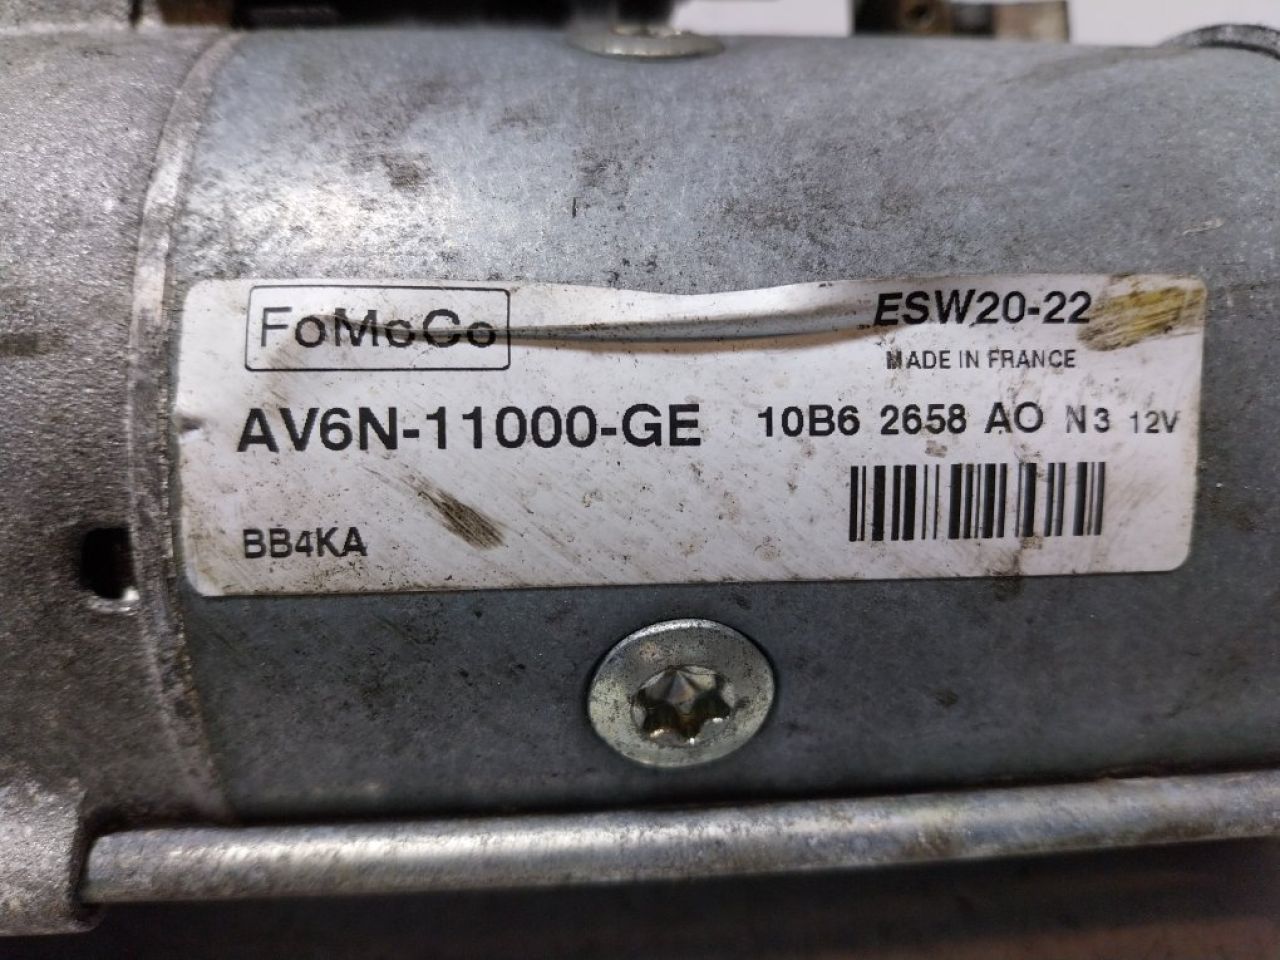 FoMoCo
ESW20-22
MADE IN FRANCE
AV6N-11000-GE 10B6 2658 AO N3 12V
BB4KA